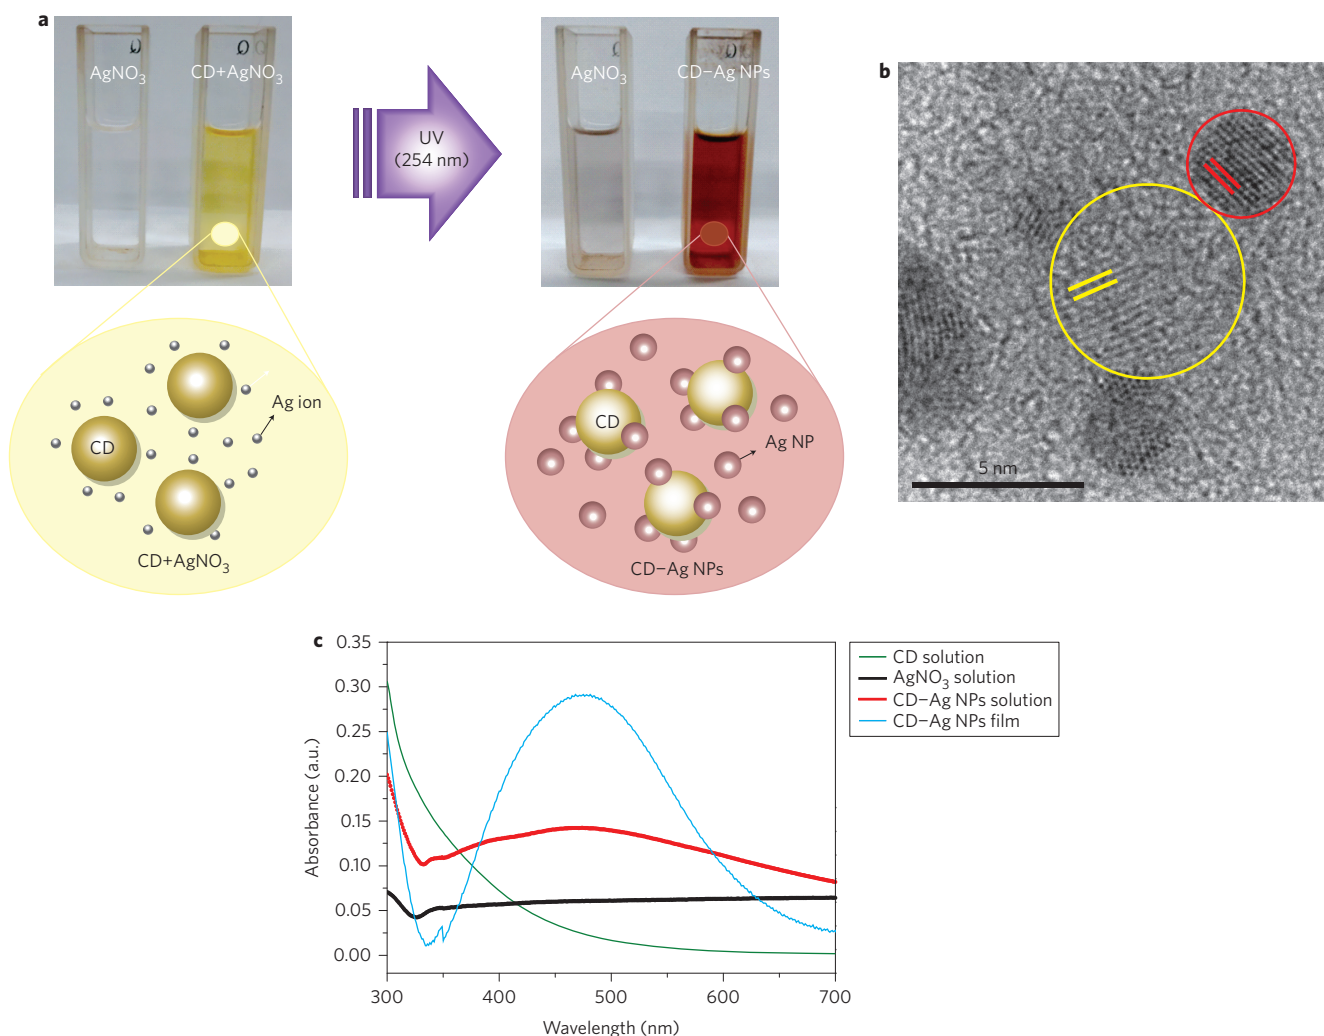 a
AgNO₃
CD+AgNO₃
UV
(254 nm)
AgNO₃
CD–Ag NPs
CD
Ag ion
CD+AgNO₃
CD
Ag NP
CD–Ag NPs
b
5 nm
c
0.35
0.30
0.25
0.20
0.15
0.10
0.05
0.00
Absorbance (a.u.)
300
400
500
600
700
Wavelength (nm)
CD solution
AgNO₃ solution
CD–Ag NPs solution
CD–Ag NPs film